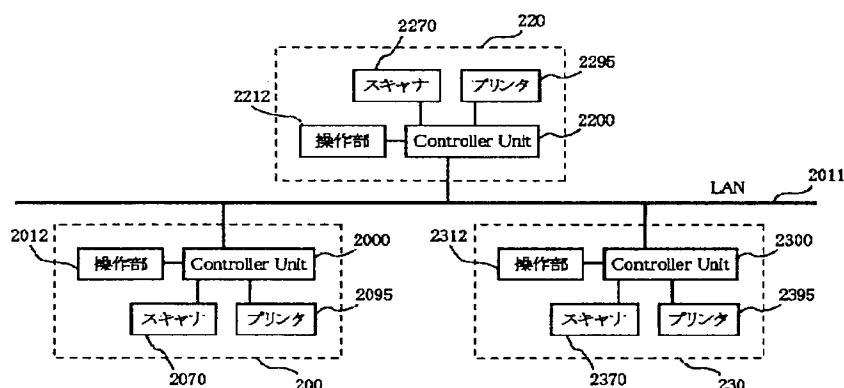 220
2270
2295
スキャナ
プリンタ
2212
2200
操作部
Controller Unit
LAN
2011
2012
2000
操作部
Controller Unit
2095
スキャナ
プリンタ
2070
200
2312
2300
操作部
Controller Unit
2395
スキャナ
プリンタ
2370
230